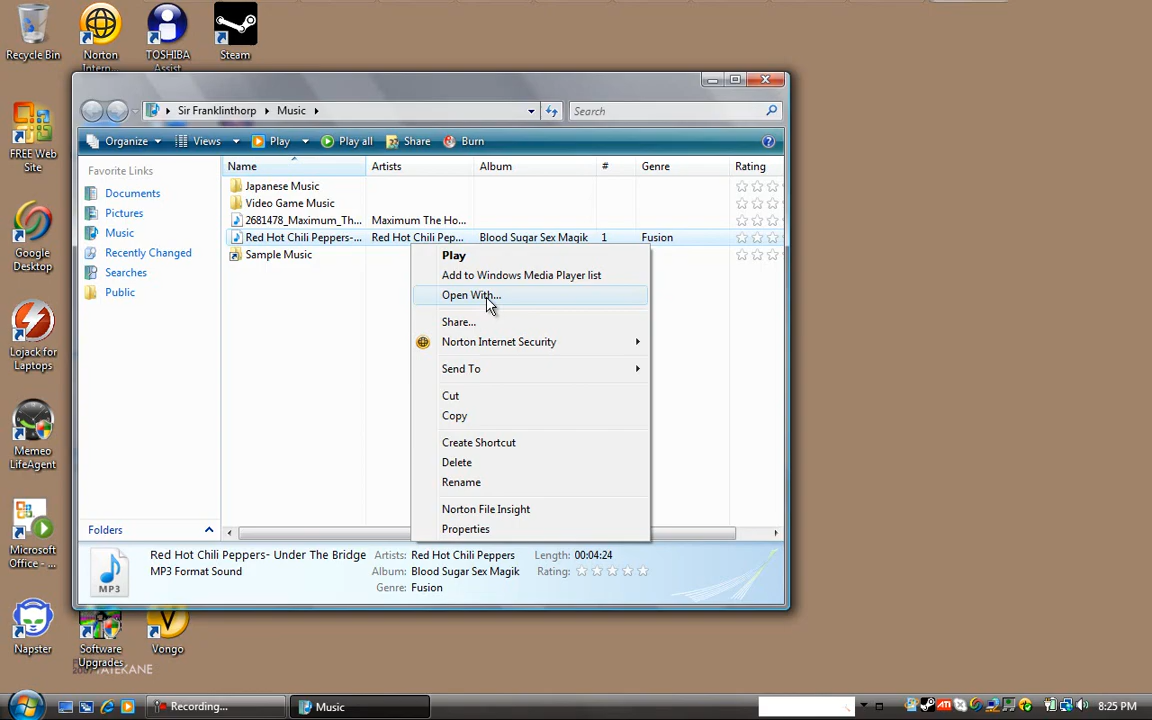 Recycle Bin
Norton
Intern...
TOSHIBA
Assist
Steam
FREE Web
Site
Google
Desktop
Lojack for
Laptops
Memeo
LifeAgent
Microsoft
Office - ...
Napster
Software
Upgrades
Vongo
Sir Franklinthorp
Music
Search
Organize
Views
Play
Play all
Share
Burn
Favorite Links
Documents
Pictures
Music
Recently Changed
Searches
Public
Folders
Name Artists Album # Genre Rating
Japanese Music
Video Game Music
2681478_Maximum_Th... Maximum The Ho...
Red Hot Chili Peppers-... Red Hot Chili Pep... Blood Sugar Sex Magik 1 Fusion
Sample Music
Play
Add to Windows Media Player list
Open With...
Share...
Norton Internet Security
Send To
Cut
Copy
Create Shortcut
Delete
Rename
Norton File Insight
Properties
MP3
Red Hot Chili Peppers- Under The Bridge
MP3 Format Sound
Artists: Red Hot Chili Peppers
Album: Blood Sugar Sex Magik
Genre: Fusion
Length: 00:04:24
Rating:
Recording...
Music
ATI
8:25 PM